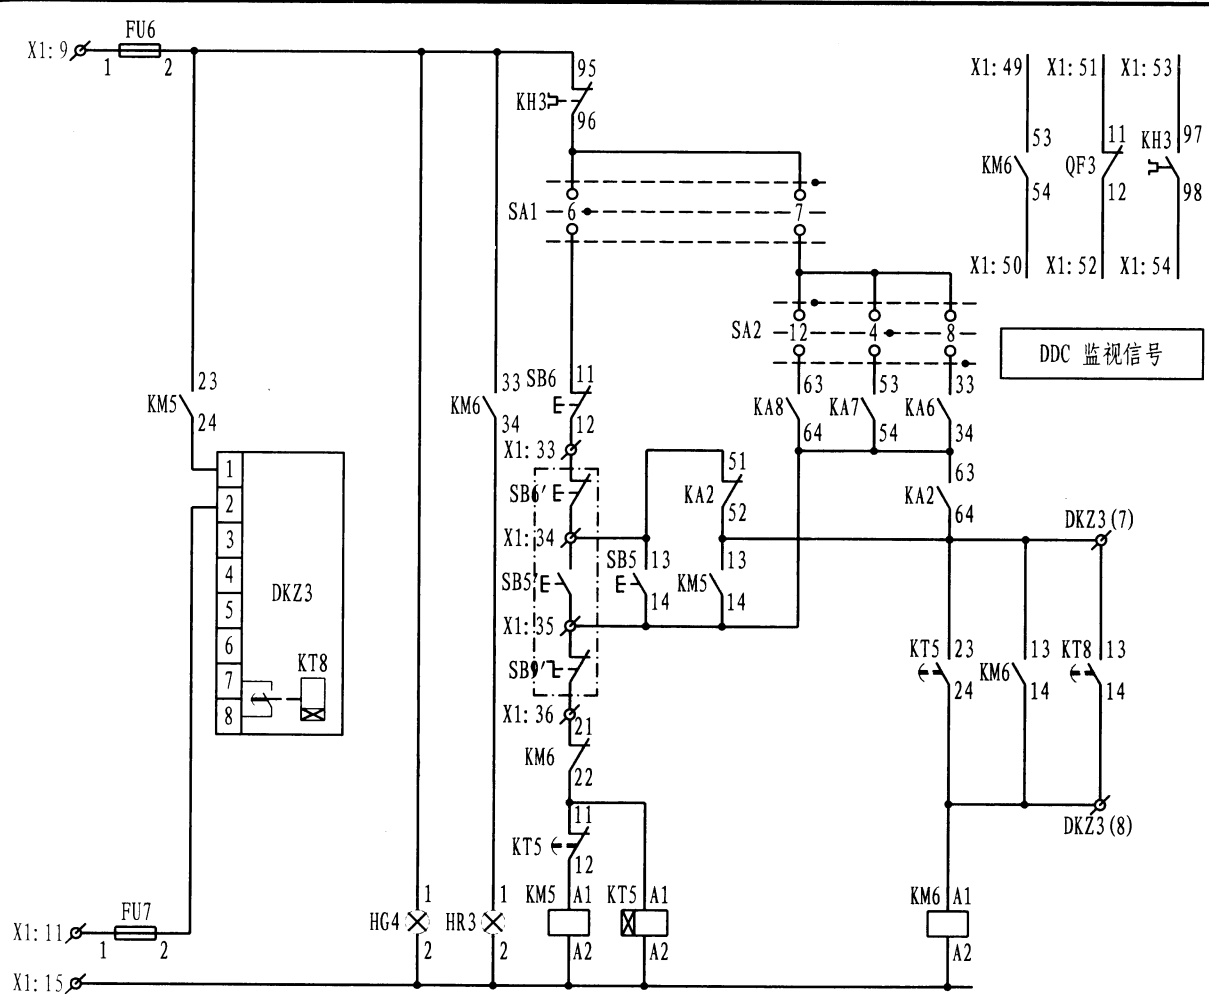 FU6
X1:9
1 2
95
KH3
96
X1:49 X1:51 X1:53
53 11 97
KM6 QF3 KH3
54 12 98
X1:50 X1:52 X1:54
SA1 6 7
SA2 12 4 8
DDC 监视信号
23
KM5
24
33
KM6
34
SB6 11
12
X1:33
63 53 33
KA8 KA7 KA6
64 54 34
SB6′
51
KA2
52
63
KA2
64
X1:34
DKZ3(7)
SB5′
SB5 13
14
13
KM5
14
X1:35
SB9′
X1:36
1
2
3
4
5
6
7
8
DKZ3
KT8
KT5 23
24
13
KM6
14
KT8 13
14
21
KM6
22
DKZ3(8)
11
KT5
12
KM5 A1
A2
KT5 A1
A2
KM6 A1
A2
1
HG4
2
1
HR3
2
FU7
X1:11
1 2
X1:15